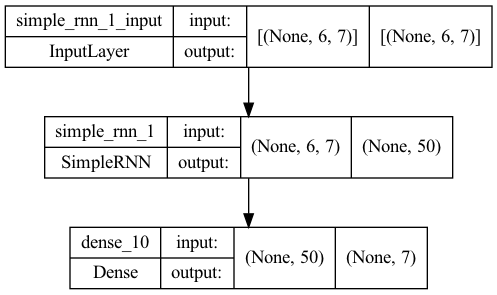 simple_rnn_1_input input: [(None, 6, 7)] [(None, 6, 7)]
InputLayer output:
simple_rnn_1 input: (None, 6, 7) (None, 50)
SimpleRNN output:
dense_10 input: (None, 50) (None, 7)
Dense output: